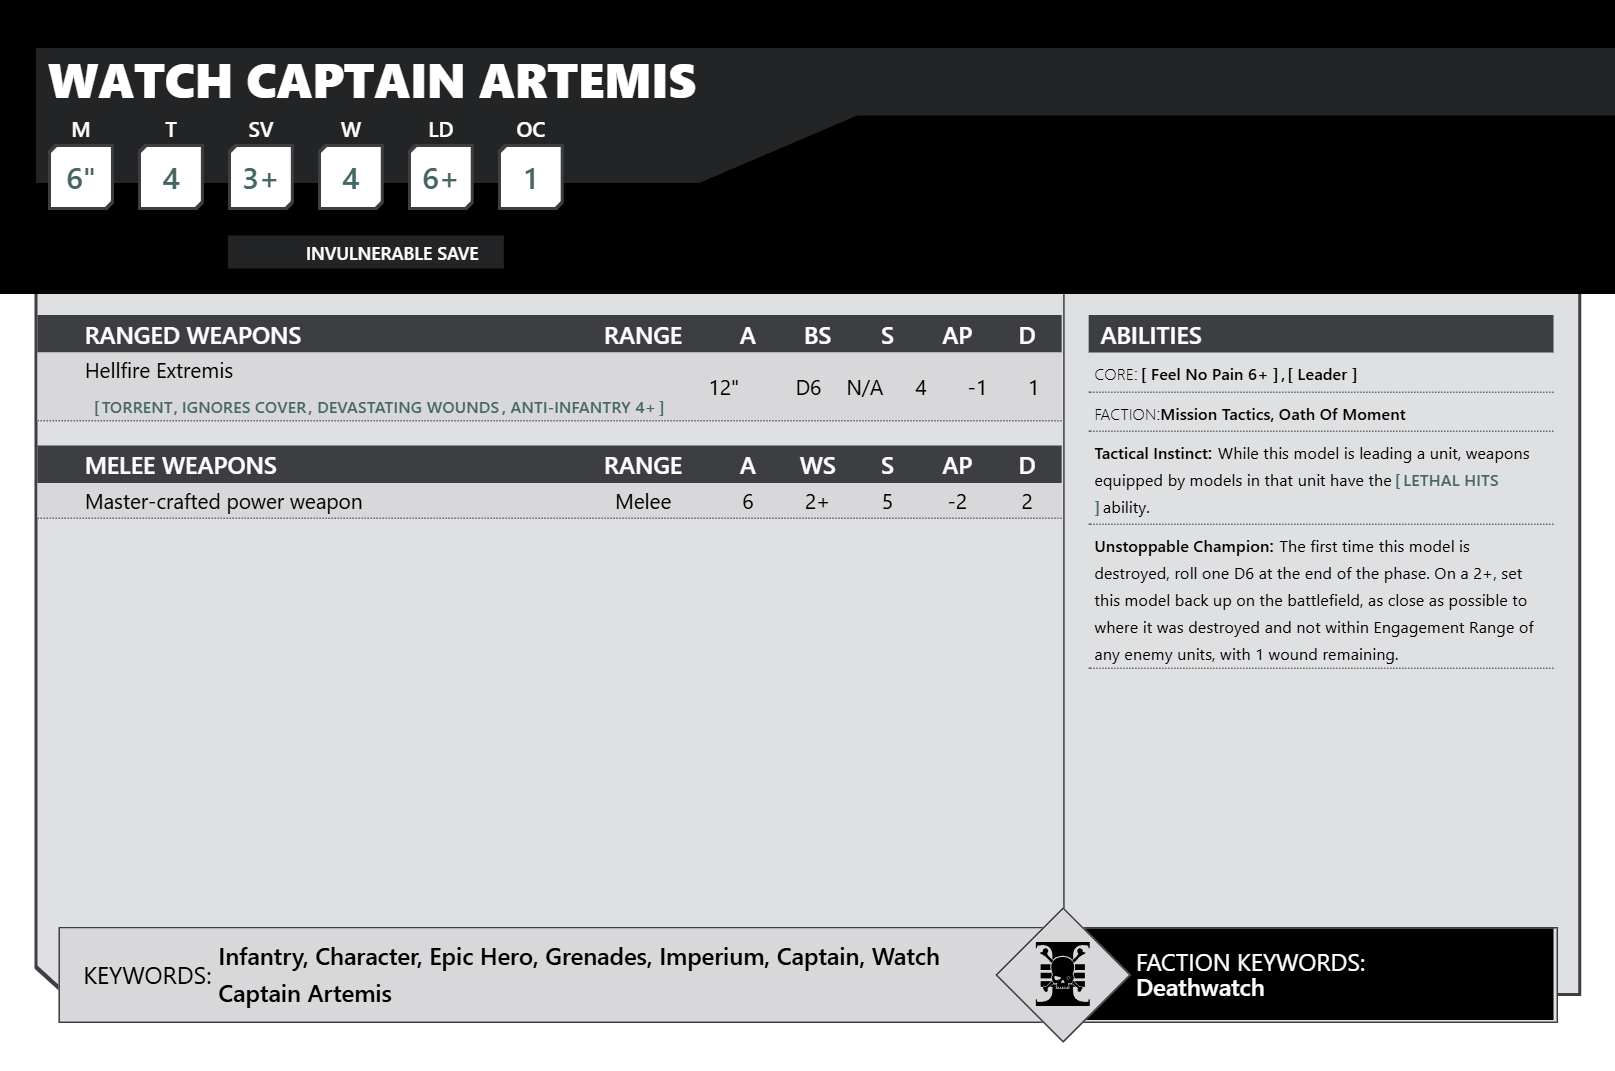 WATCH CAPTAIN ARTEMIS
M T SV W LD OC
6" 4 3+ 4 6+ 1
INVULNERABLE SAVE
RANGED WEAPONS RANGE A BS S AP D
Hellfire Extremis
12" D6 N/A 4 -1 1
[TORRENT, IGNORES COVER, DEVASTATING WOUNDS, ANTI-INFANTRY 4+]
MELEE WEAPONS RANGE A WS S AP D
Master-crafted power weapon Melee 6 2+ 5 -2 2
ABILITIES
CORE: [ Feel No Pain 6+ ] , [ Leader ]
FACTION:Mission Tactics, Oath Of Moment
Tactical Instinct: While this model is leading a unit, weapons
equipped by models in that unit have the [ LETHAL HITS
] ability.
Unstoppable Champion: The first time this model is
destroyed, roll one D6 at the end of the phase. On a 2+, set
this model back up on the battlefield, as close as possible to
where it was destroyed and not within Engagement Range of
any enemy units, with 1 wound remaining.
KEYWORDS: Infantry, Character, Epic Hero, Grenades, Imperium, Captain, Watch
Captain Artemis
FACTION KEYWORDS:
Deathwatch